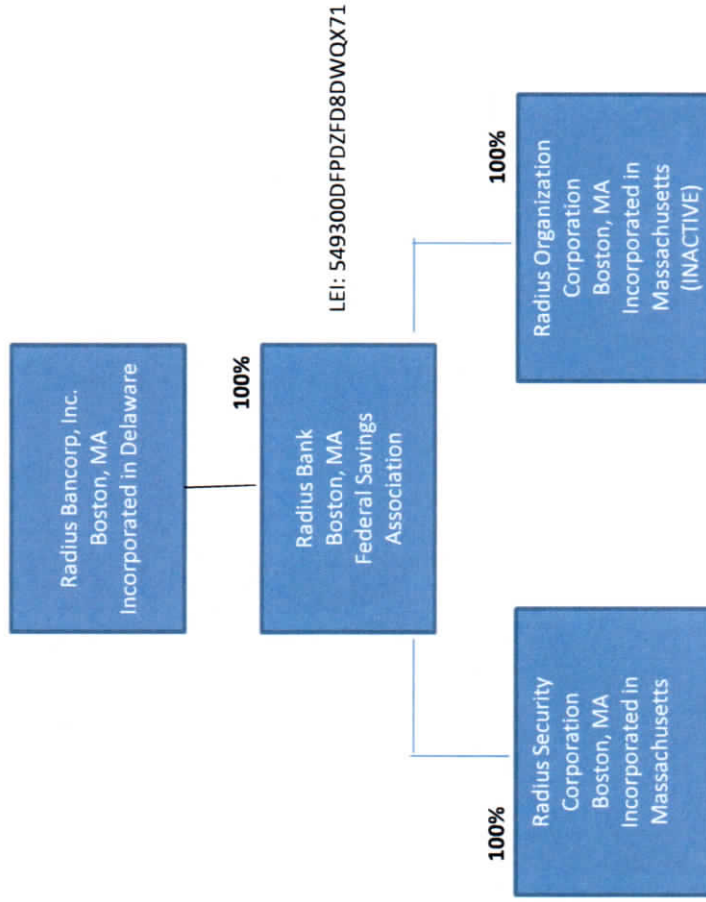 Radius Bancorp, Inc.
Boston, MA
Incorporated in Delaware
100%
Radius Bank
Boston, MA
Federal Savings
Association
LEI: 549300DFPDZFD8DWQX71
100%
Radius Security
Corporation
Boston, MA
Incorporated in
Massachusetts
100%
Radius Organization
Corporation
Boston, MA
Incorporated in
Massachusetts
(INACTIVE)